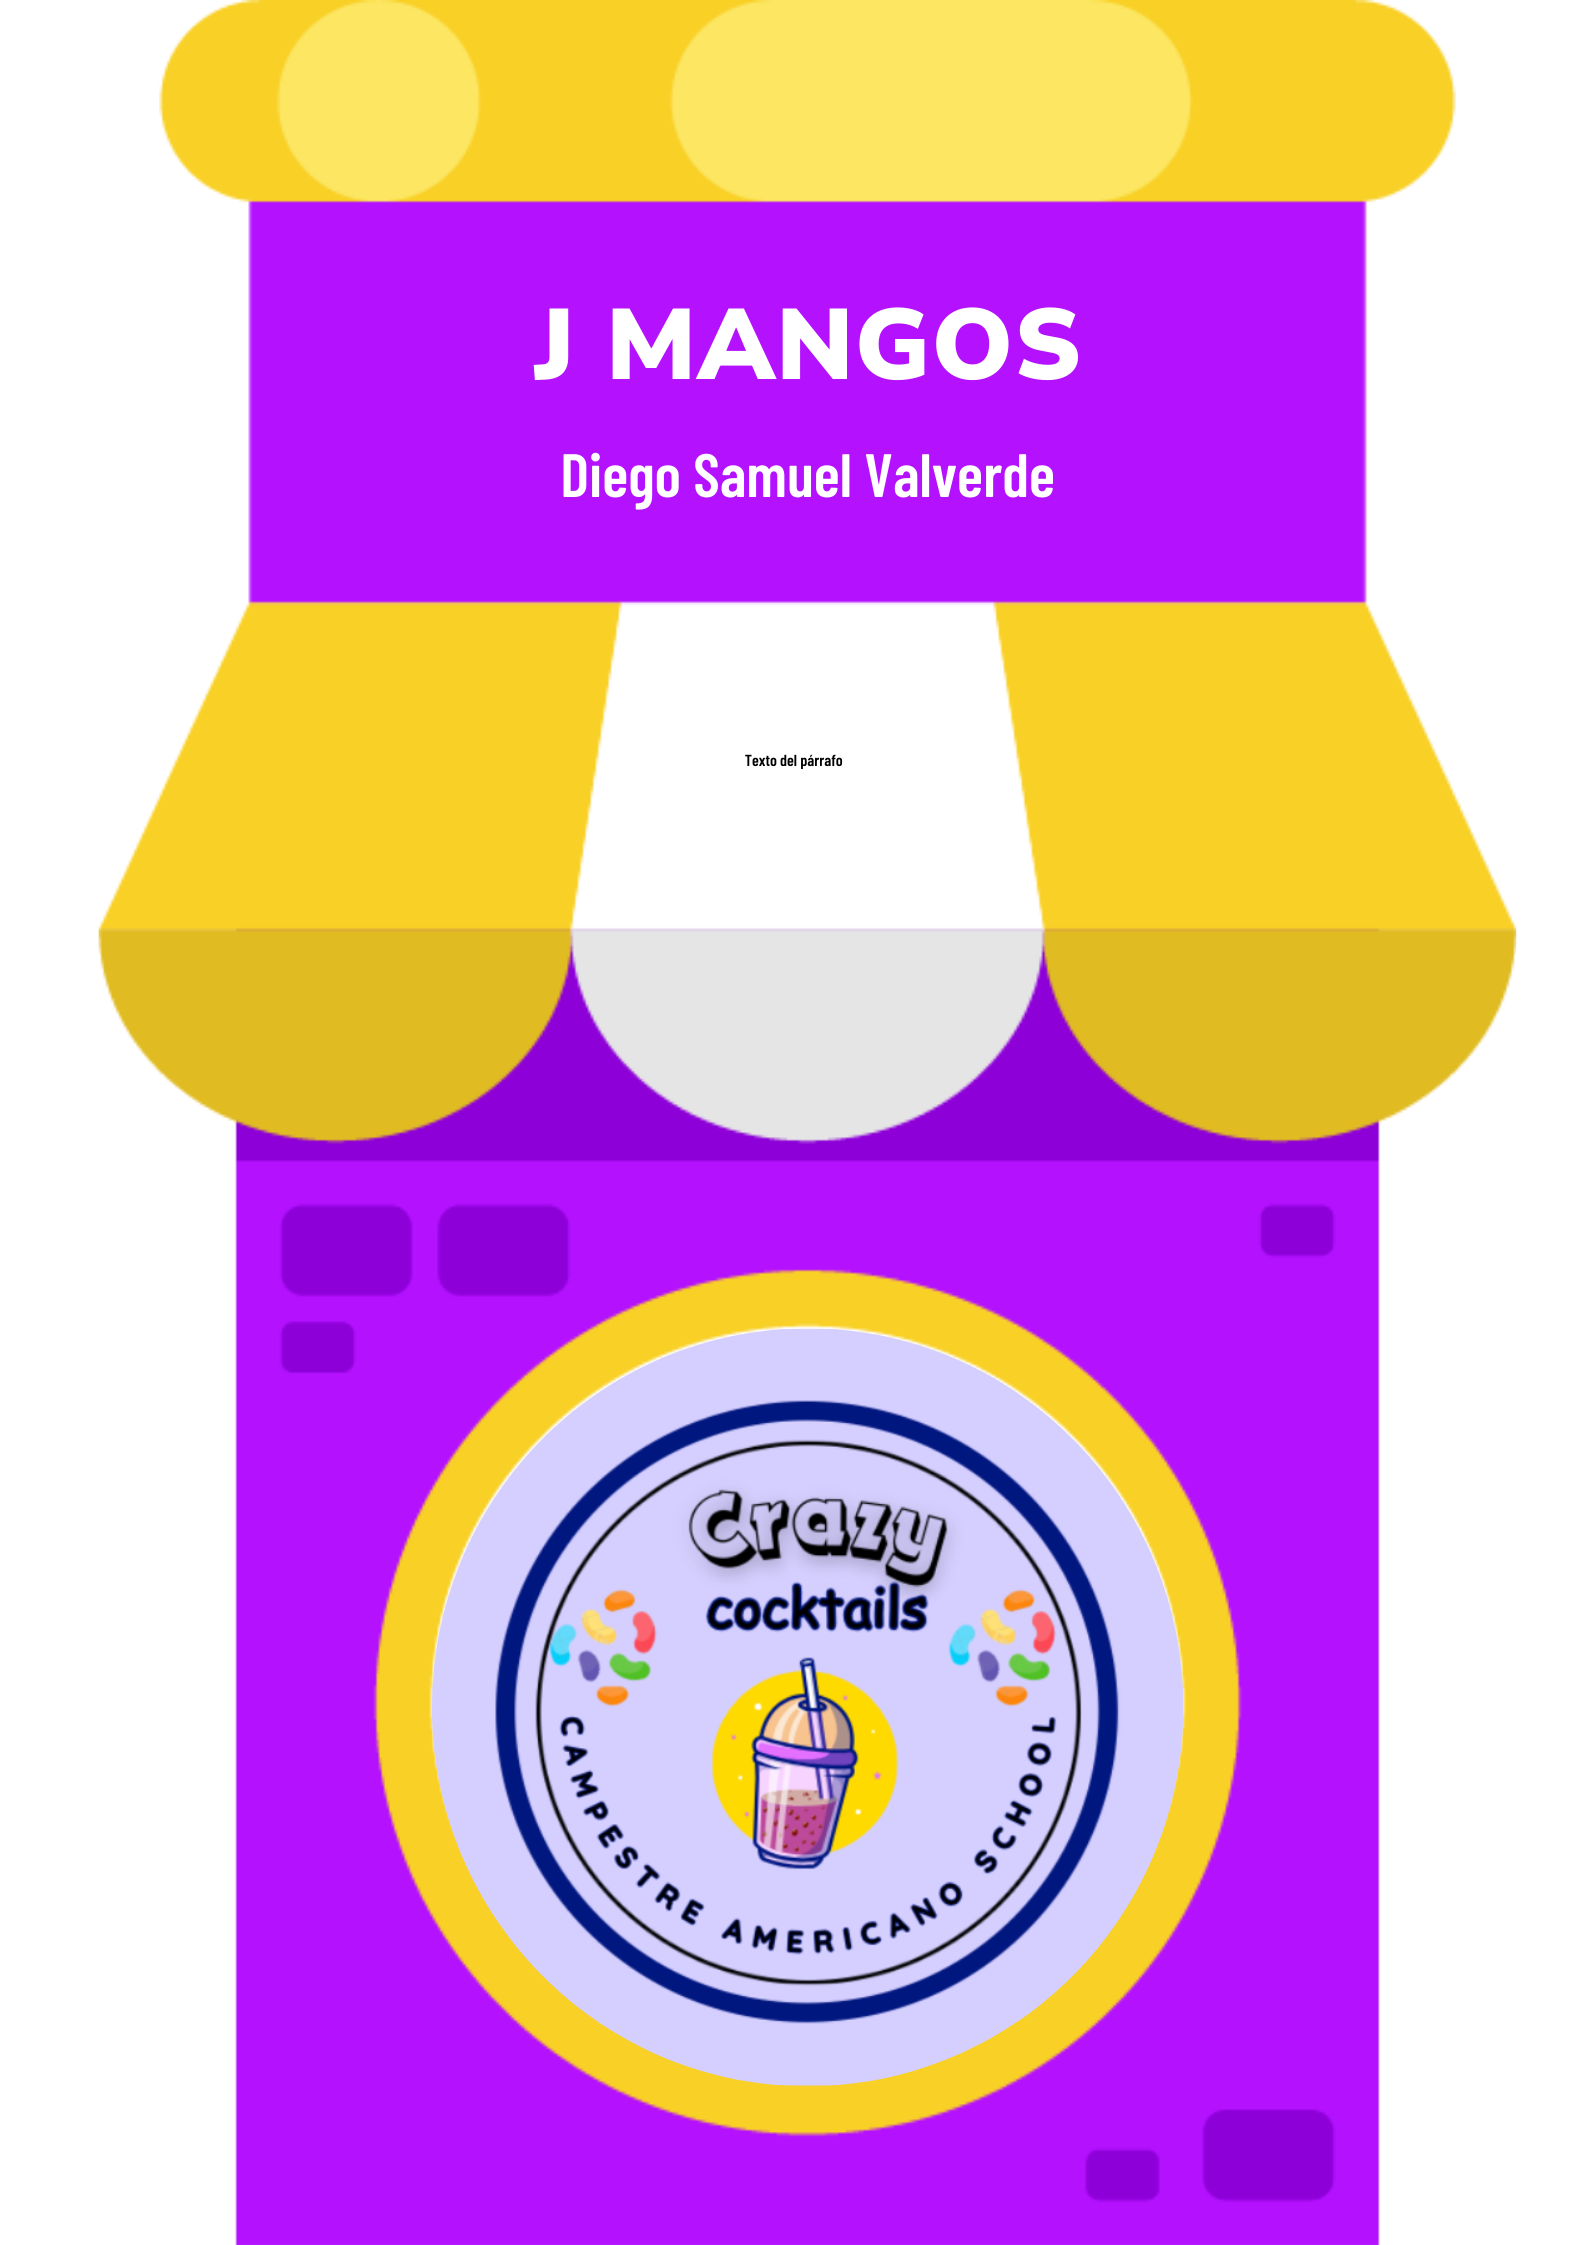 J MANGOS
Diego Samuel Valverde
Texto del párrafo
Crazy
cocktails
CAMPESTRE AMERICANO SCHOOL